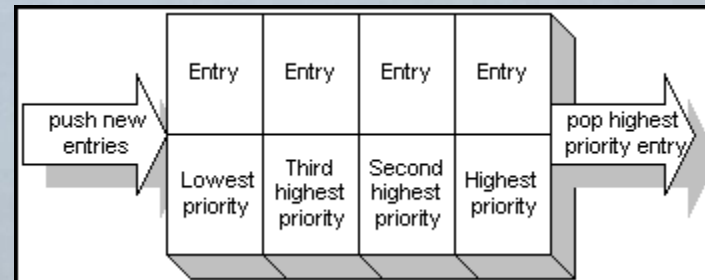 Entry Entry Entry Entry
push new
entries
pop highest
priority entry
Lowest
priority
Third
highest
priority
Second
highest
priority
Highest
priority